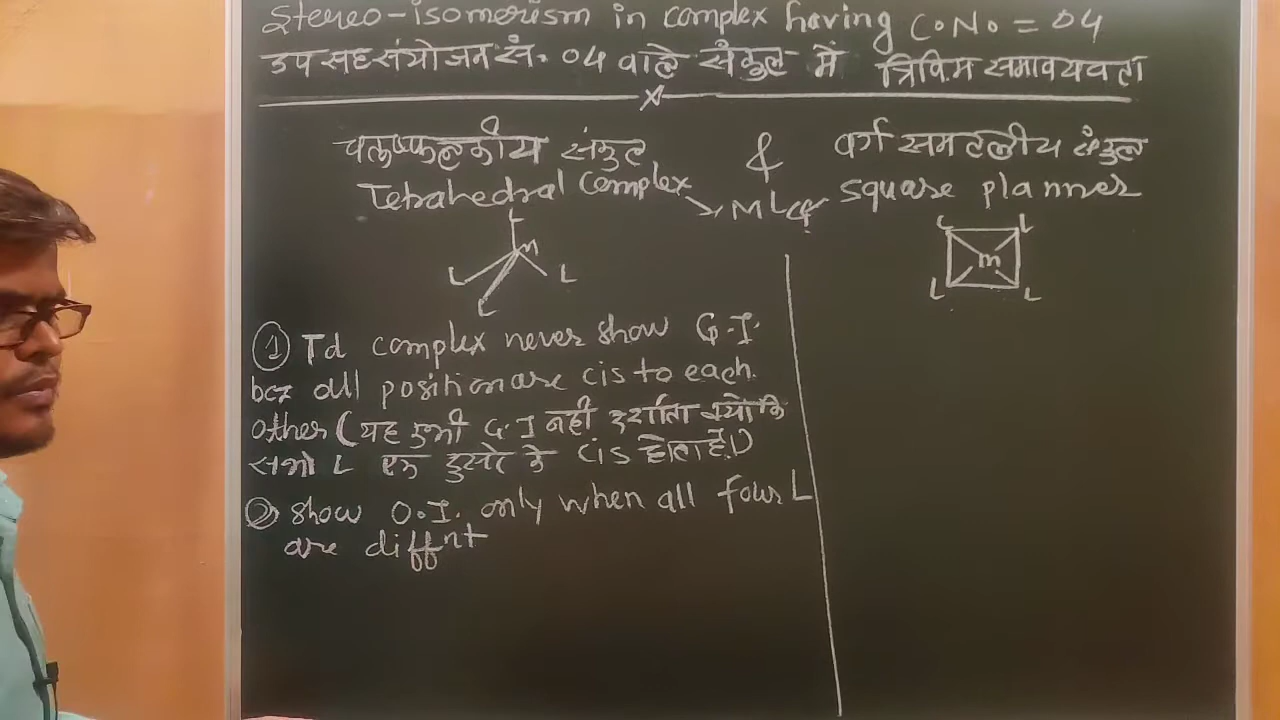 Stereo-isomerism in complex having C.No = 04
उपसहसंयोजन सं. 04 वाले संकुल में त्रिविम समावयवता
x
चतुष्फलकीय संकुल & वर्ग समतलीय संकुल
Tetrahedral Complex → ML4 ← square planner
L
M
L L
L
L L
m
L L
① Td complex never show G.I.
bcz all position are cis to each
other (यह कभी G.I नही दर्शाता क्योकि
सभी L एक दुसरे के cis होता है।)
② show O.I. only when all four L
are diffnt